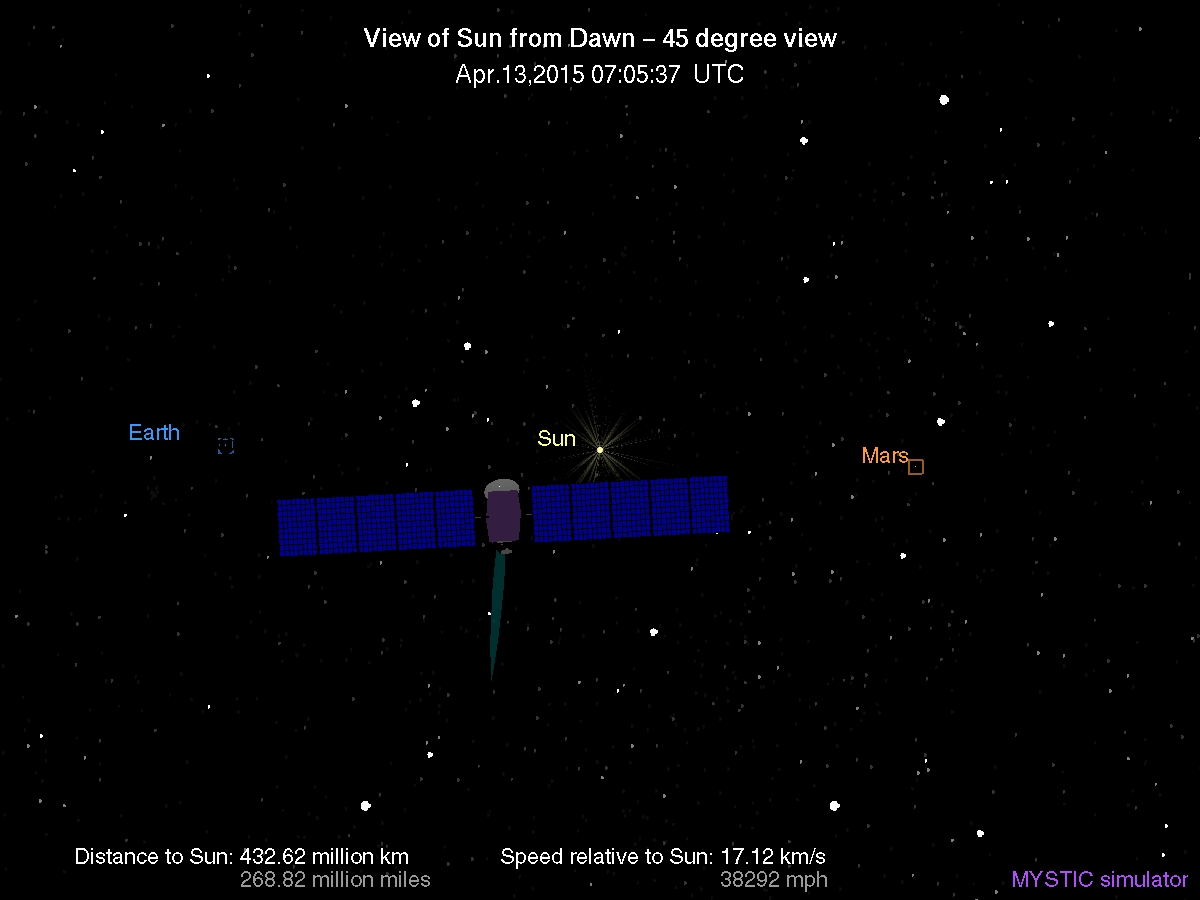 View of Sun from Dawn – 45 degree view
Apr.13,2015 07:05:37 UTC
Earth
Sun
Mars
Distance to Sun: 432.62 million km
268.82 million miles
Speed relative to Sun: 17.12 km/s
38292 mph
MYSTIC simulator